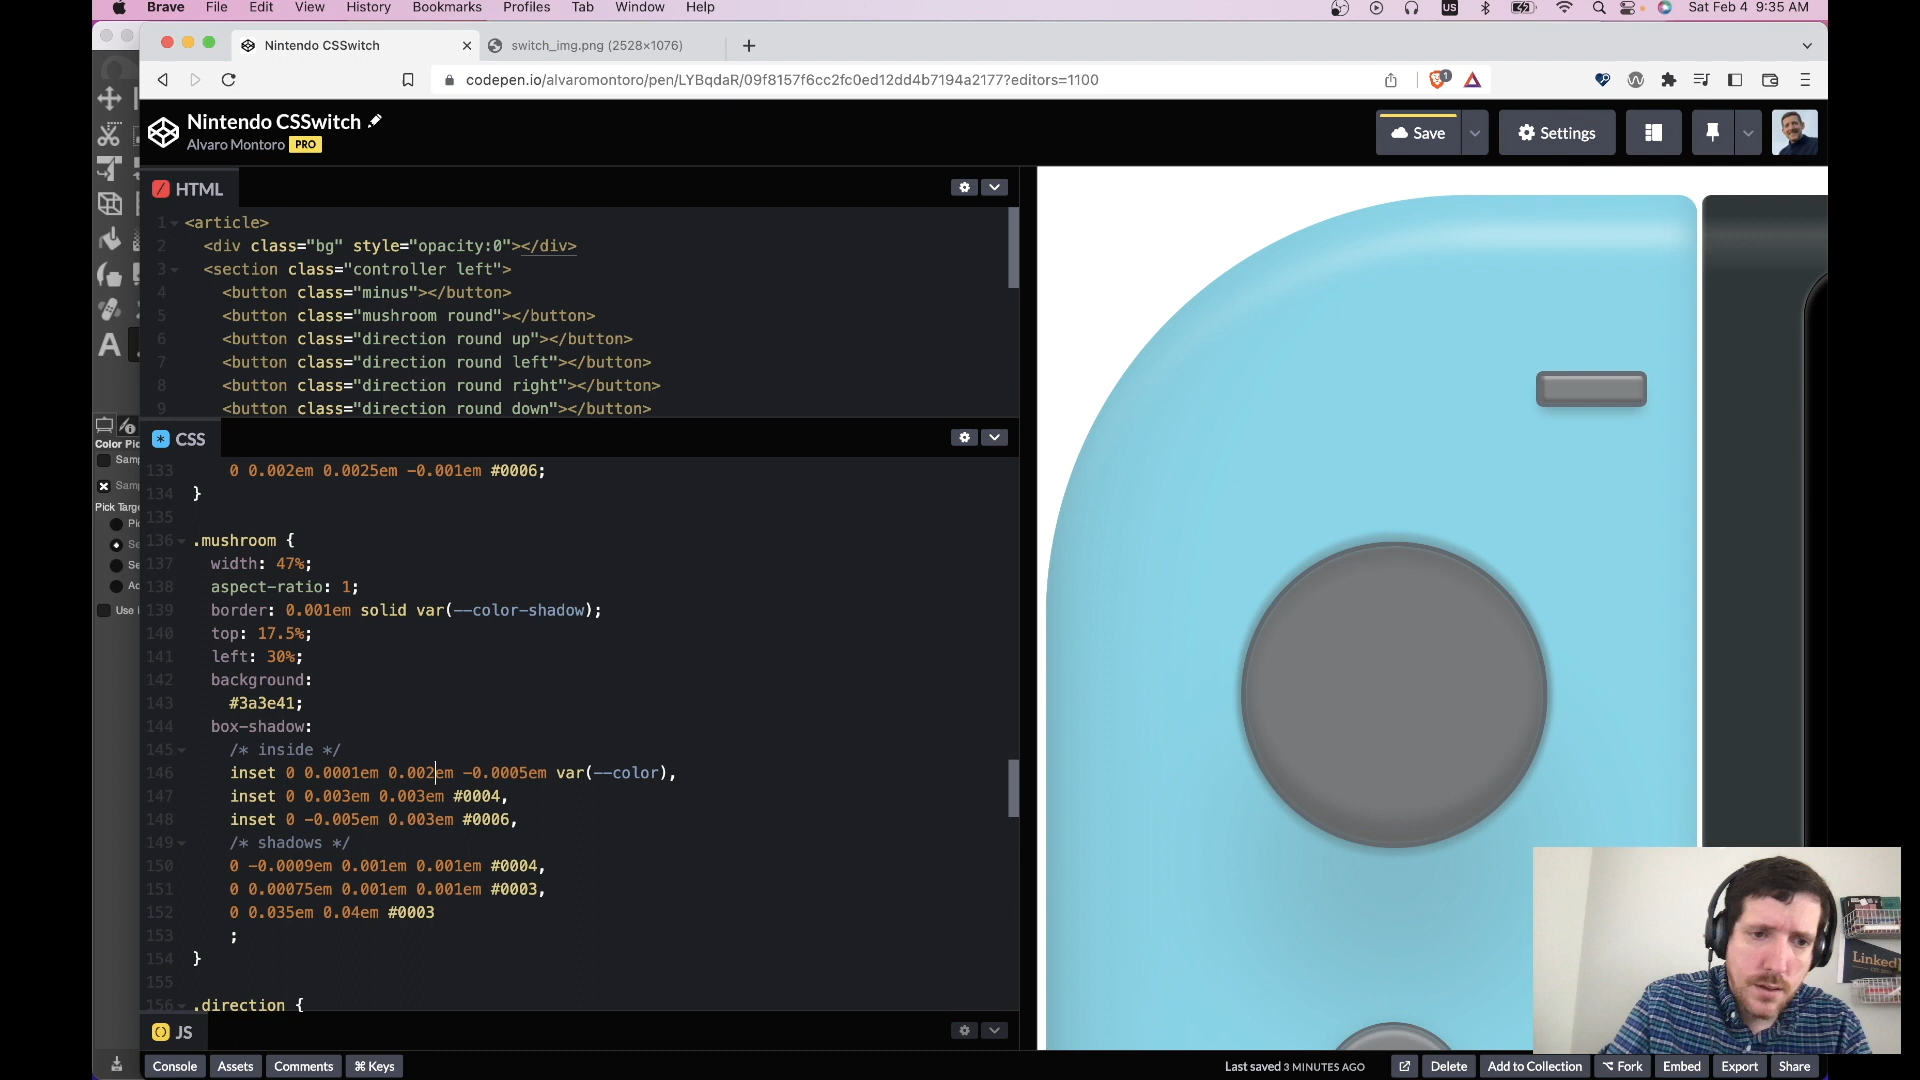 Brave File Edit View History Bookmarks Profiles Tab Window Help US Sat Feb 4 9:35 AM
Nintendo CSSwitch switch_img.png (2528×1076)
codepen.io/alvaromontoro/pen/LYBqdaR/09f8157f6cc2fc0ed12dd4b7194a2177?editors=1100 1
Nintendo CSSwitch
Alvaro Montoro PRO
Save Settings
HTML
1 <article>
2 <div class="bg" style="opacity:0"></div>
3 <section class="controller left">
4 <button class="minus"></button>
5 <button class="mushroom round"></button>
6 <button class="direction round up"></button>
7 <button class="direction round left"></button>
8 <button class="direction round right"></button>
9 <button class="direction round down"></button>
CSS
133 0 0.002em 0.0025em -0.001em #0006;
134 }
135
136 .mushroom {
137 width: 47%;
138 aspect-ratio: 1;
139 border: 0.001em solid var(--color-shadow);
140 top: 17.5%;
141 left: 30%;
142 background:
143 #3a3e41;
144 box-shadow:
145 /* inside */
146 inset 0 0.0001em 0.002em -0.0005em var(--color),
147 inset 0 0.003em 0.003em #0004,
148 inset 0 -0.005em 0.003em #0006,
149 /* shadows */
150 0 -0.0009em 0.001em 0.001em #0004,
151 0 0.00075em 0.001em 0.001em #0003,
152 0 0.035em 0.04em #0003
153 ;
154 }
155
156 .direction {
JS
Color Pic
Samp
Sam
Pick Targe
Pic
Se
Se
Ad
Use i
Linked
Console Assets Comments ⌘ Keys Last saved 3 MINUTES AGO Delete Add to Collection Fork Embed Export Share